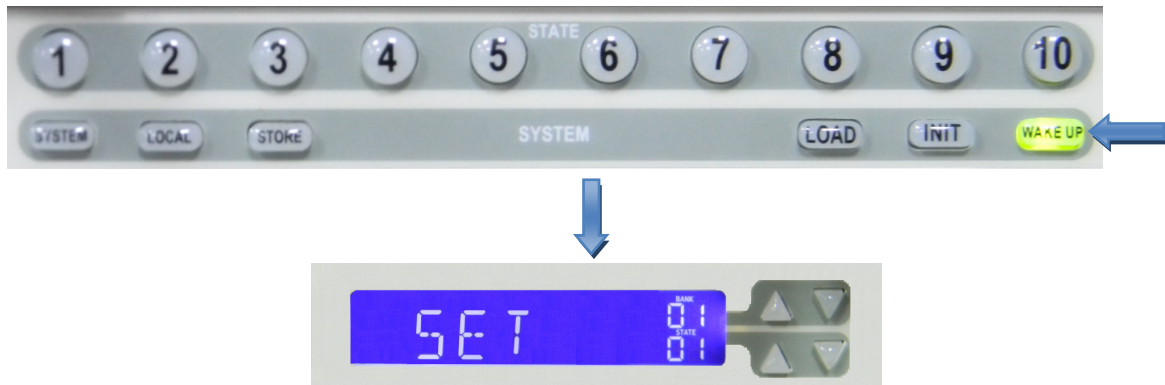 STATE
1 2 3 4 5 6 7 8 9 10
SYSTEM LOCAL STORE SYSTEM LOAD INIT WAKE UP
BANK
SET 01
STATE
01